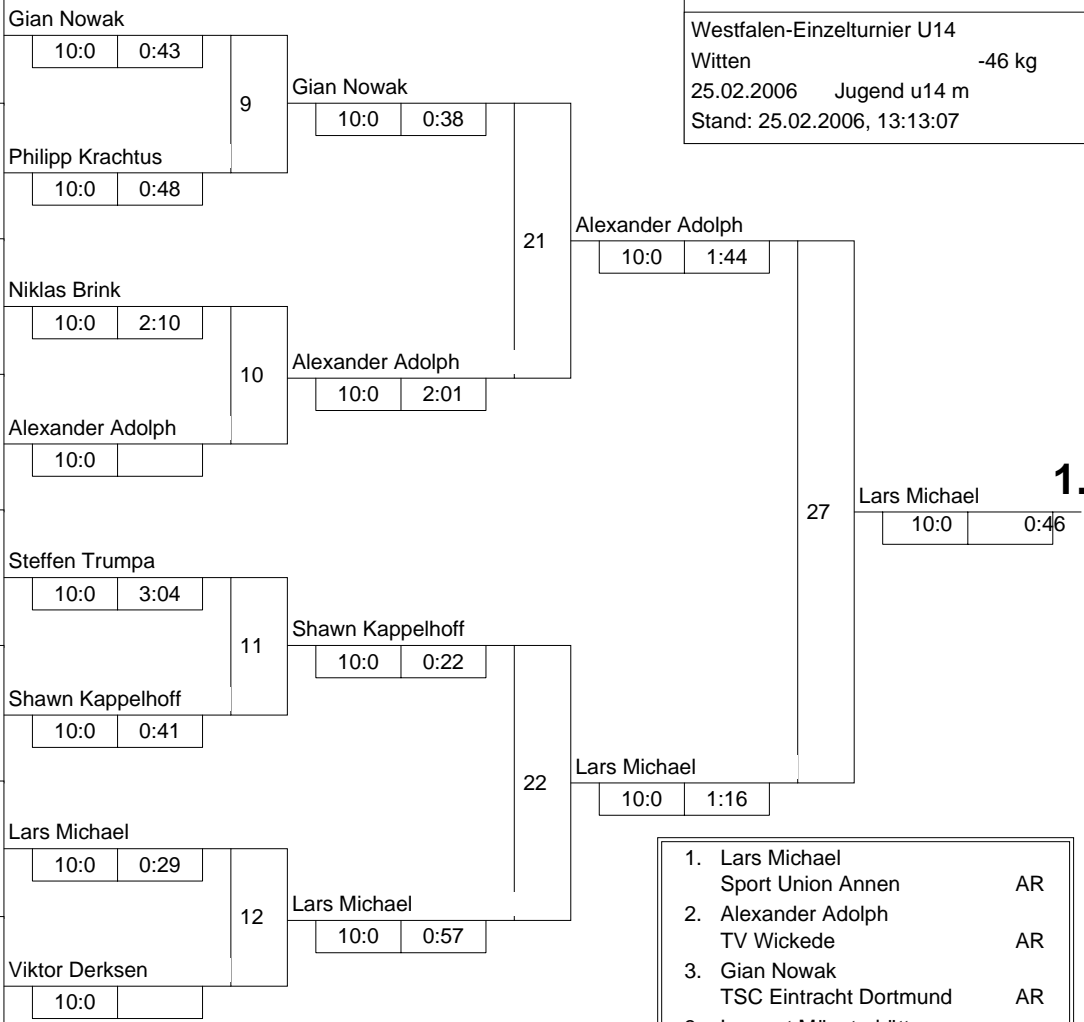 Gian Nowak
10:0 0:43
9
Philipp Krachtus
10:0 0:48
Niklas Brink
10:0 2:10
10
Alexander Adolph
10:0
Steffen Trumpa
10:0 3:04
11
Shawn Kappelhoff
10:0 0:41
Lars Michael
10:0 0:29
12
Viktor Derksen
10:0
Gian Nowak
10:0 0:38
21
Alexander Adolph
10:0 2:01
Shawn Kappelhoff
10:0 0:22
22
Lars Michael
10:0 0:57
Alexander Adolph
10:0 1:44
27
Lars Michael
10:0 1:16
Lars Michael 1.
10:0 0:46
Westfalen-Einzelturnier U14
Witten -46 kg
25.02.2006 Jugend u14 m
Stand: 25.02.2006, 13:13:07
1. Lars Michael
Sport Union Annen AR
2. Alexander Adolph
TV Wickede AR
3. Gian Nowak
TSC Eintracht Dortmund AR